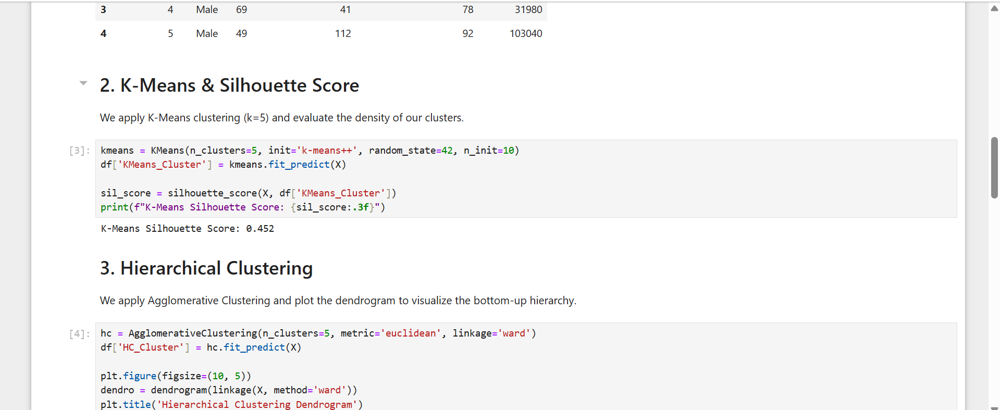 3 4 Male 69 41 78 31980
4 5 Male 49 112 92 103040
2. K-Means & Silhouette Score
We apply K-Means clustering (k=5) and evaluate the density of our clusters.
[3]: kmeans = KMeans(n_clusters=5, init='k-means++', random_state=42, n_init=10)
df['KMeans_Cluster'] = kmeans.fit_predict(X)
sil_score = silhouette_score(X, df['KMeans_Cluster'])
print(f"K-Means Silhouette Score: {sil_score:.3f}")
K-Means Silhouette Score: 0.452
3. Hierarchical Clustering
We apply Agglomerative Clustering and plot the dendrogram to visualize the bottom-up hierarchy.
[4]: hc = AgglomerativeClustering(n_clusters=5, metric='euclidean', linkage='ward')
df['HC_Cluster'] = hc.fit_predict(X)
plt.figure(figsize=(10, 5))
dendro = dendrogram(linkage(X, method='ward'))
plt.title('Hierarchical Clustering Dendrogram')